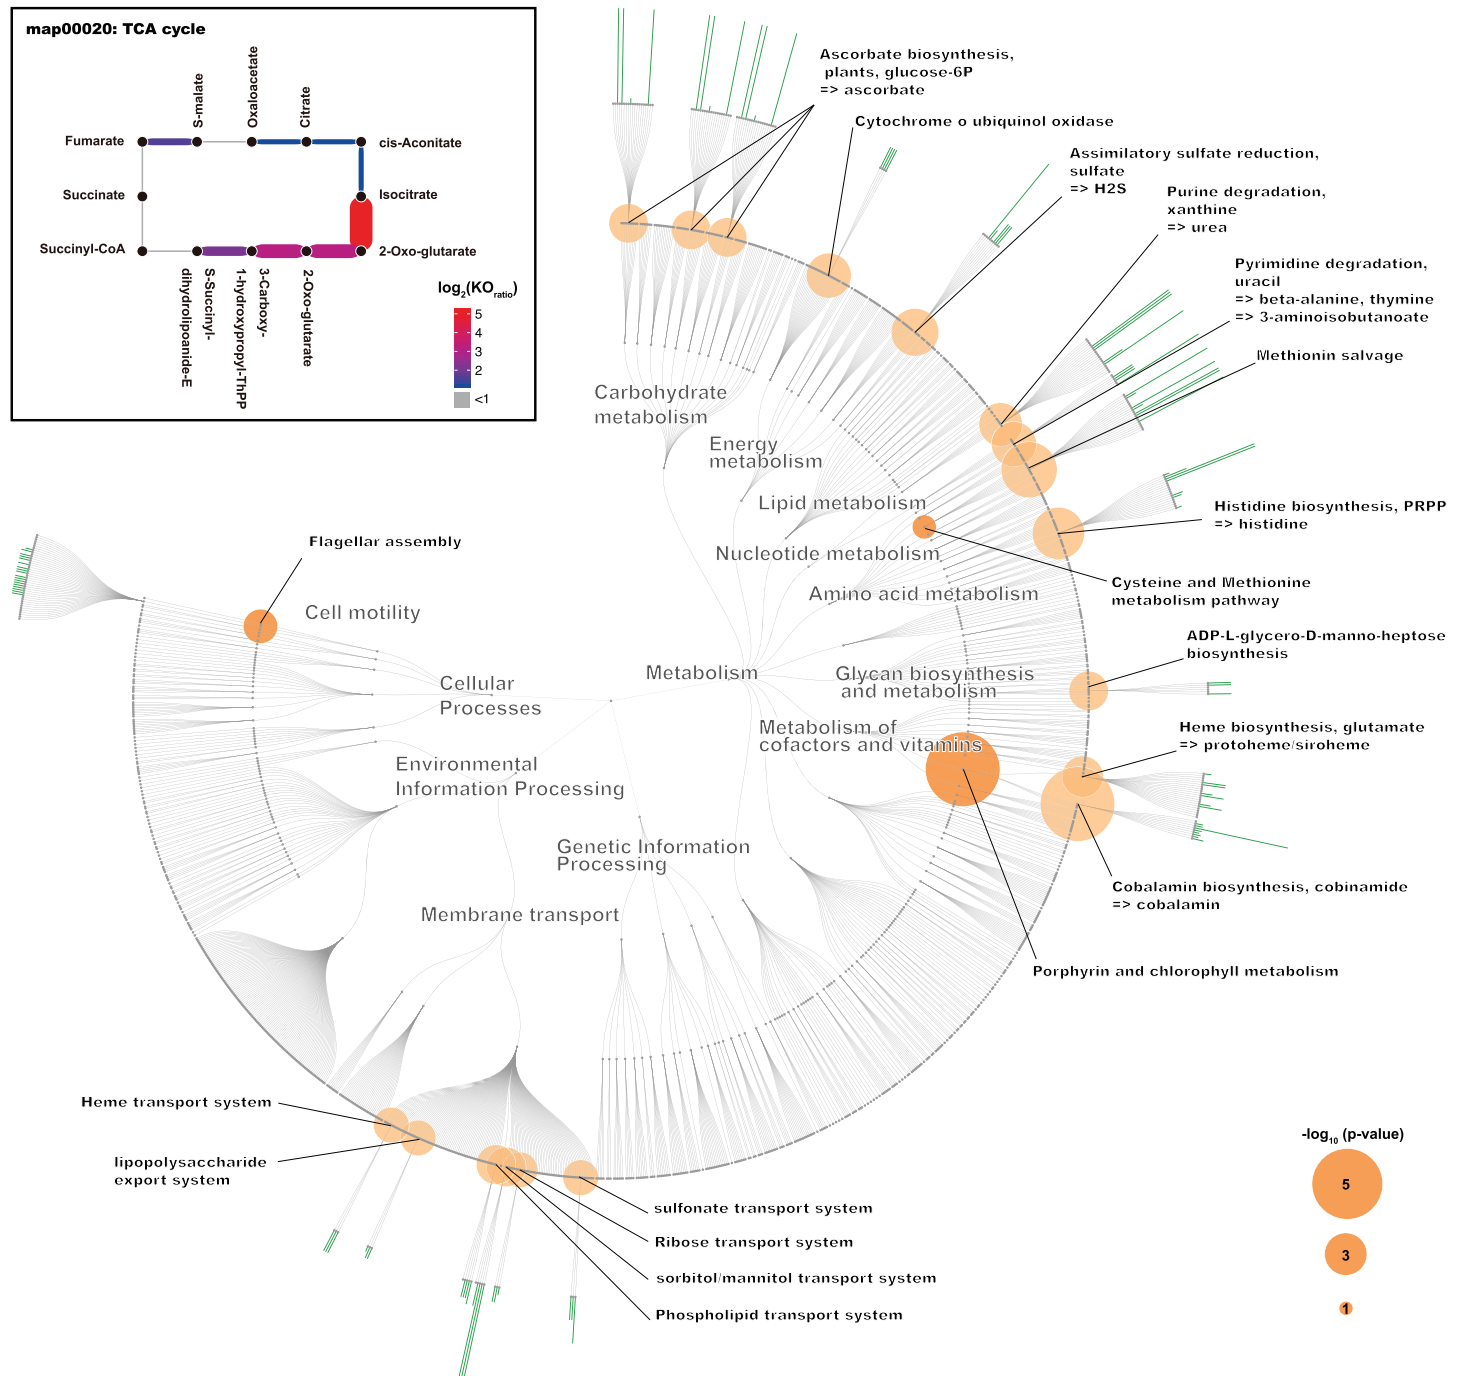 map00020: TCA cycle
S-malate
Oxaloacetate
Citrate
Fumarate
cis-Aconitate
Succinate
Isocitrate
Succinyl-CoA
2-Oxo-glutarate
S-Succinyl-
dihydrolipoanide-E
3-Carboxy-
1-hydroxypropyl-ThPP
2-Oxo-glutarate
log2(KOratio)
5
4
3
2
<1
Ascorbate biosynthesis,
plants, glucose-6P
=> ascorbate
Cytochrome o ubiquinol oxidase
Assimilatory sulfate reduction,
sulfate
=> H2S
Purine degradation,
xanthine
=> urea
Pyrimidine degradation,
uracil
=> beta-alanine, thymine
=> 3-aminoisobutanoate
Methionin salvage
Carbohydrate
metabolism
Energy
metabolism
Lipid metabolism
Histidine biosynthesis, PRPP
=> histidine
Nucleotide metabolism
Flagellar assembly
Cysteine and Methionine
metabolism pathway
Amino acid metabolism
Cell motility
ADP-L-glycero-D-manno-heptose
biosynthesis
Metabolism
Glycan biosynthesis
and metabolism
Cellular
Processes
Metabolism of
cofactors and vitamins
Heme biosynthesis, glutamate
=> protoheme/siroheme
Environmental
Information Processing
Genetic Information
Processing
Cobalamin biosynthesis, cobinamide
=> cobalamin
Membrane transport
Porphyrin and chlorophyll metabolism
Heme transport system
lipopolysaccharide
export system
sulfonate transport system
Ribose transport system
sorbitol/mannitol transport system
Phospholipid transport system
-log10 (p-value)
5
3
1